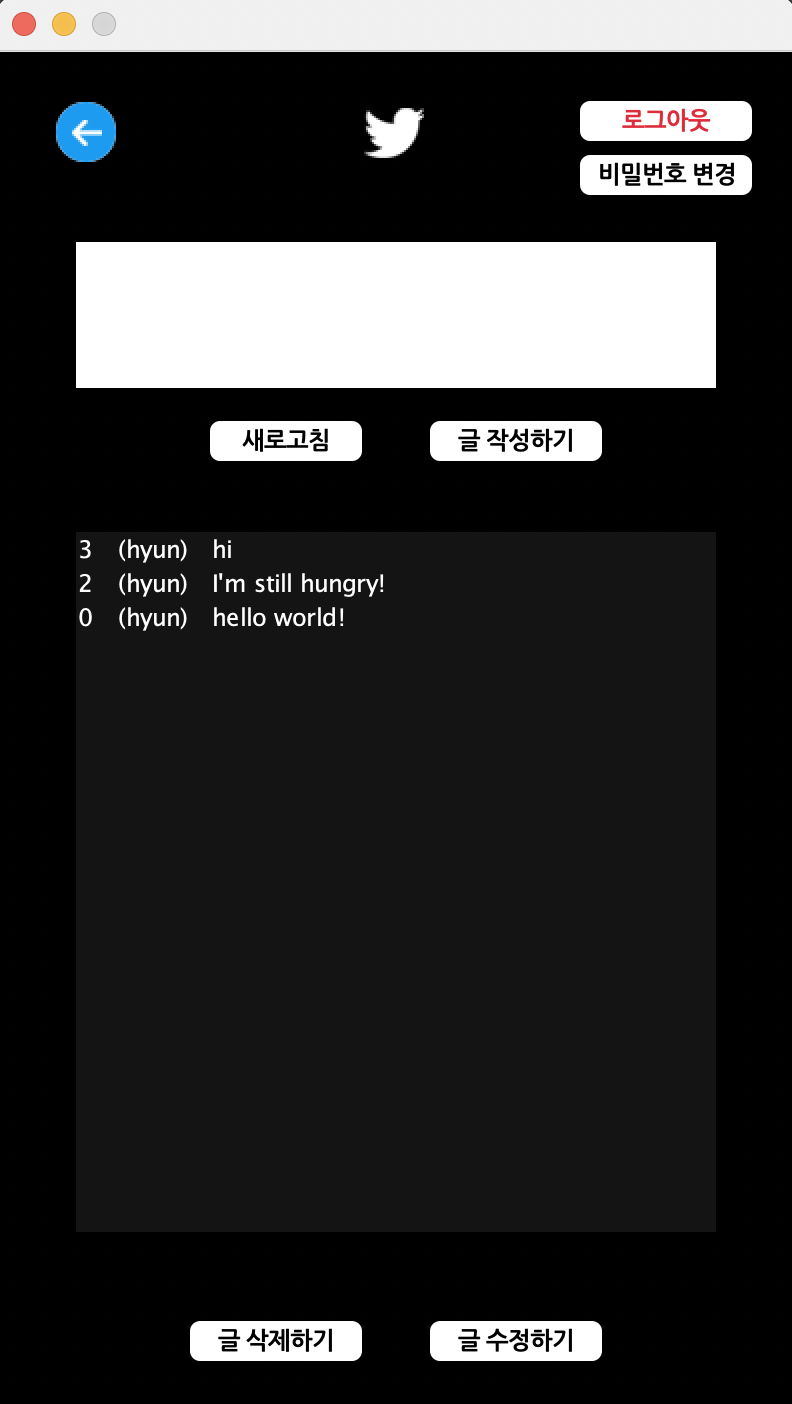 로그아웃
비밀번호 변경
새로고침 글 작성하기
3 (hyun) hi
2 (hyun) I'm still hungry!
0 (hyun) hello world!
글 삭제하기 글 수정하기